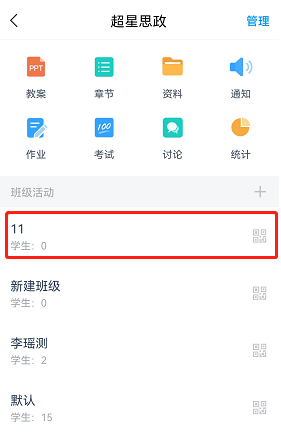 超星思政 管理
PPT
教案 章节 资料 通知
100
作业 考试 讨论 统计
班级活动
11
学生：0
新建班级
学生：0
李瑶测
学生：2
默认
学生：15